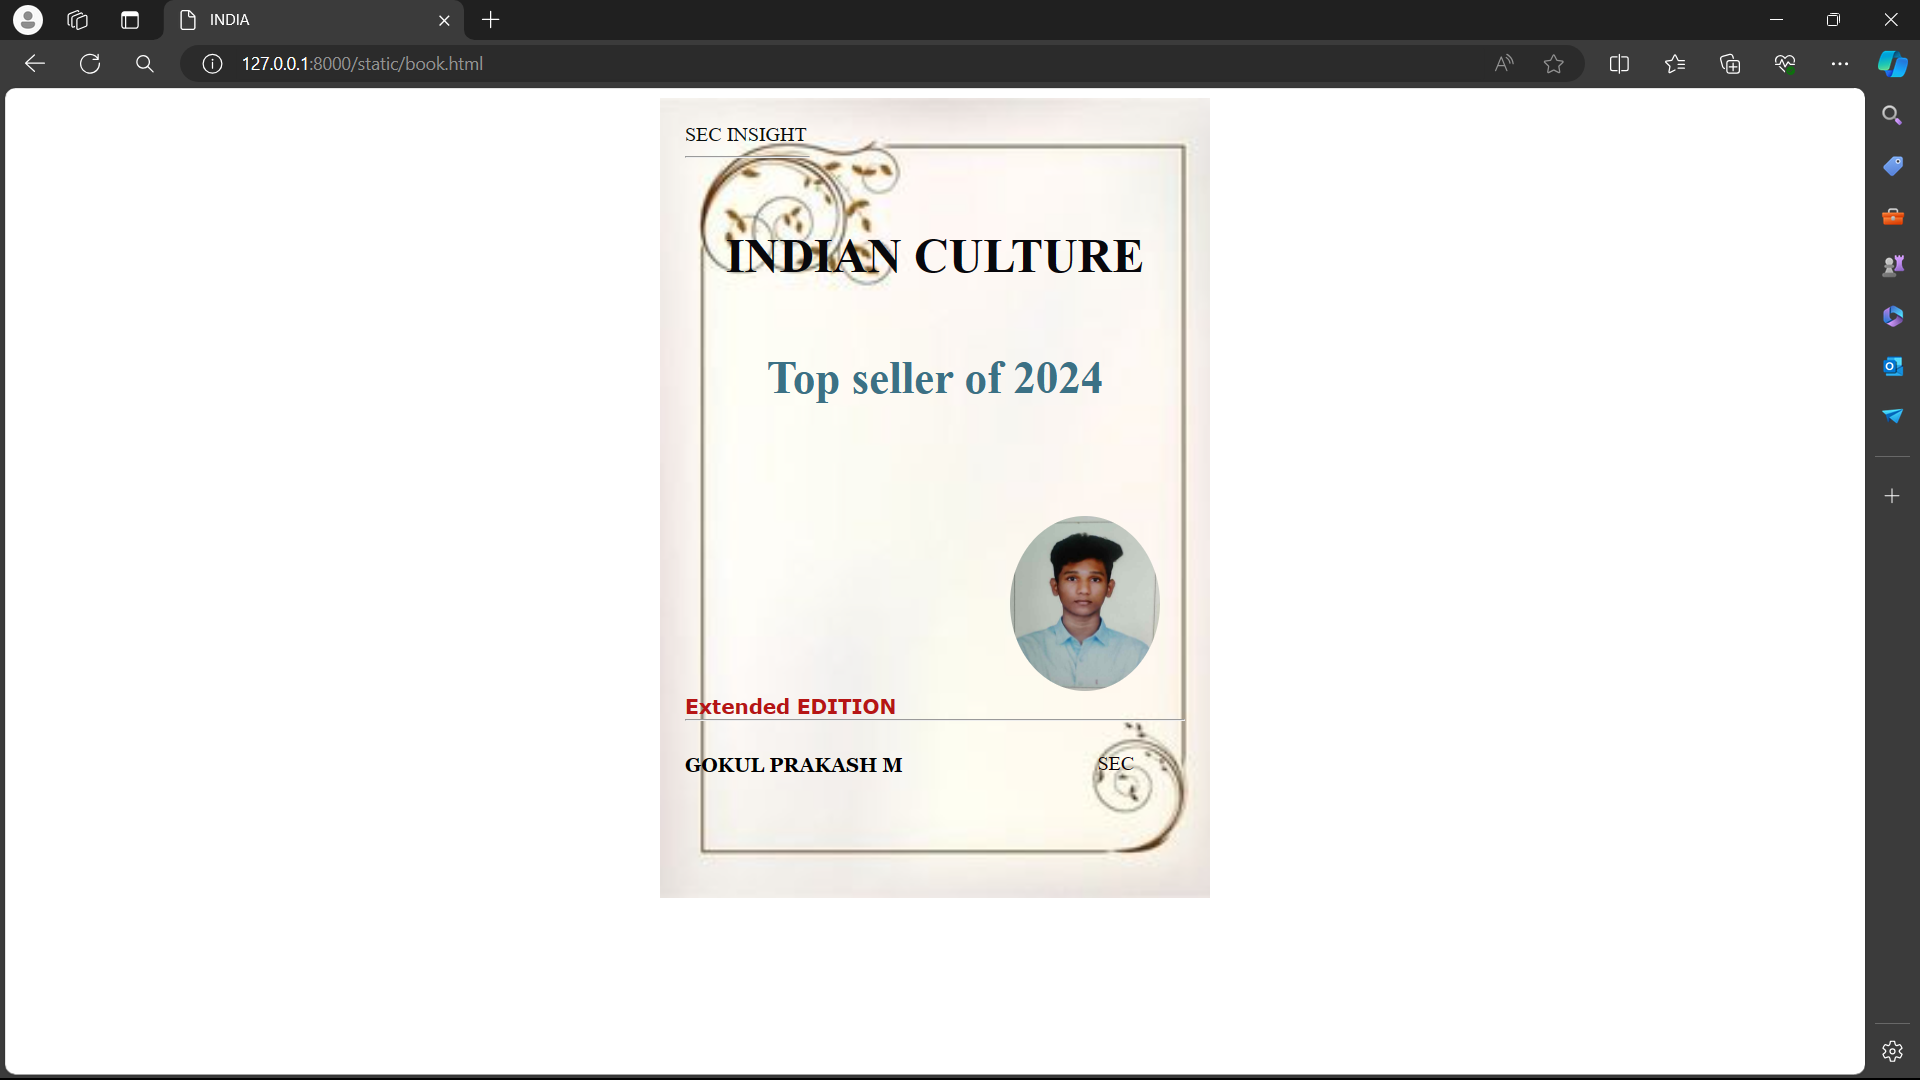 INDIA
127.0.0.1:8000/static/book.html
SEC INSIGHT
INDIAN CULTURE
Top seller of 2024
Extended EDITION
GOKUL PRAKASH M
SEC